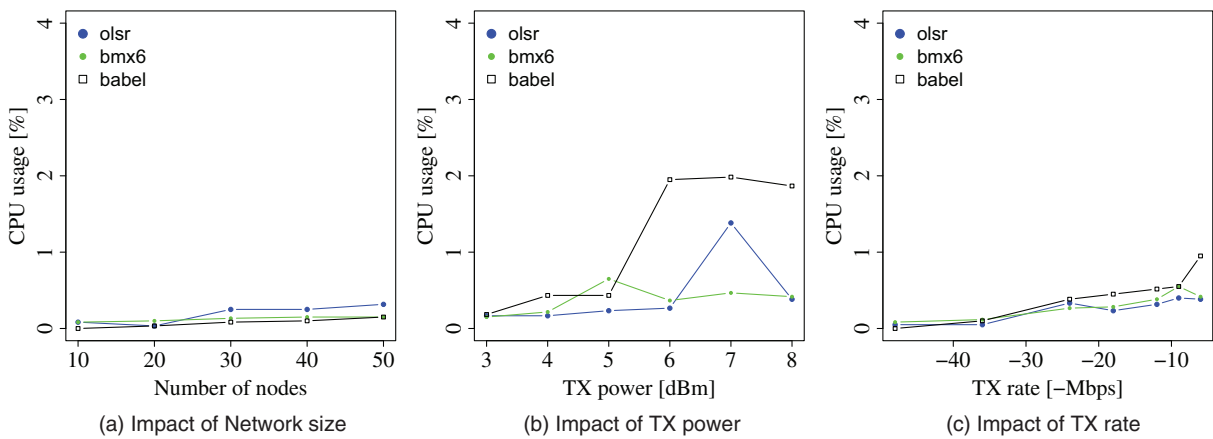 4
3
2
1
0
CPU usage [%]
olsr
bmx6
babel
10
20
30
40
50
Number of nodes
(a) Impact of Network size
4
3
2
1
0
CPU usage [%]
olsr
bmx6
babel
3
4
5
6
7
8
TX power [dBm]
(b) Impact of TX power
4
3
2
1
0
CPU usage [%]
olsr
bmx6
babel
−40
−30
−20
−10
TX rate [−Mbps]
(c) Impact of TX rate